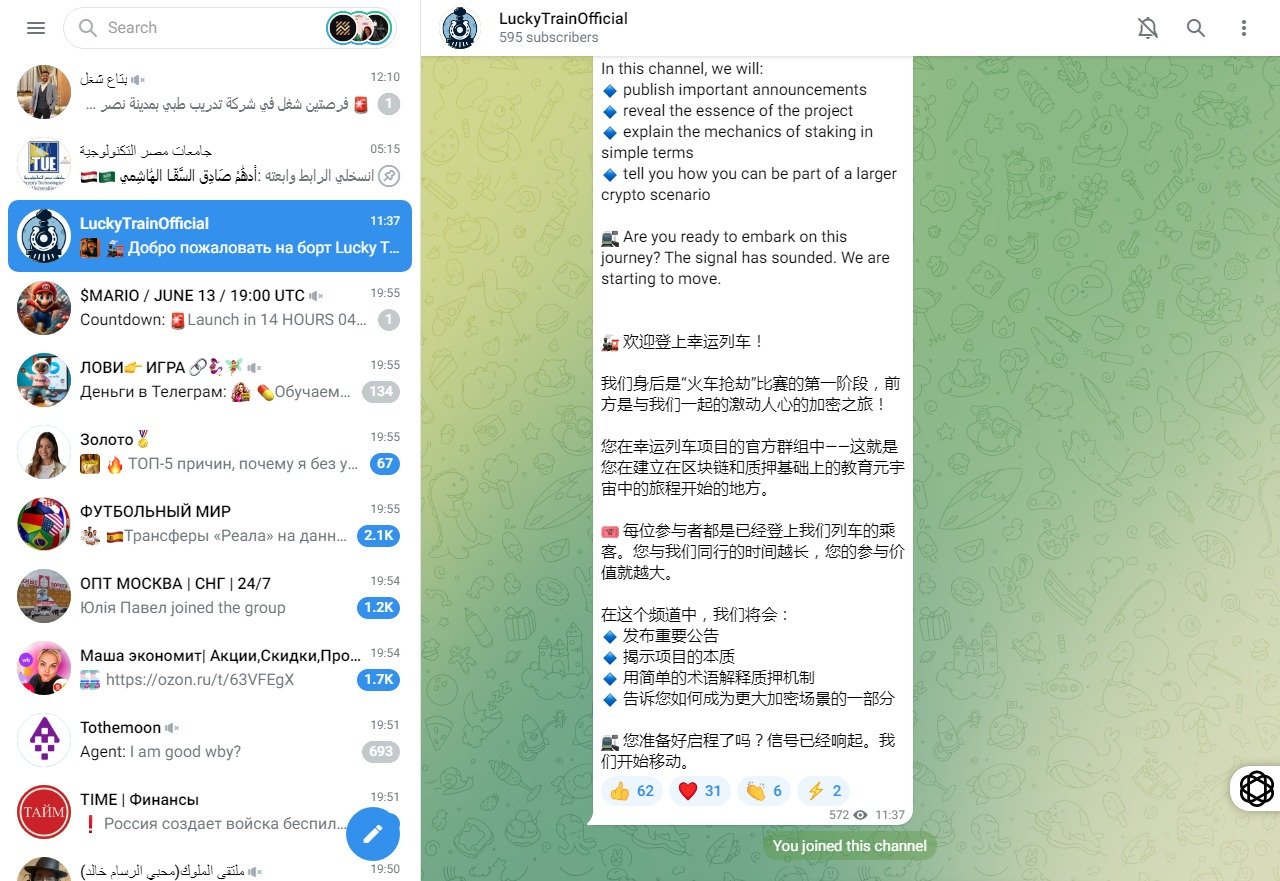 Search
بتاع شغل
12:10
🚨 فرصتين شغل في شركة تدريب طبي بمدينة نصر ...
1
جامعات مصر التكنولوجية
05:15
انسخلي الرابط وابعته :أدهُم صَادِق السَّقَا الهَاشِمي 🇸🇦🇪🇬
LuckyTrainOfficial
11:37
🚂 Добро пожаловать на борт Lucky T...
$MARIO / JUNE 13 / 19:00 UTC
19:55
Countdown: 🚨Launch in 14 HOURS 04...
1
ЛОВИ👉 ИГРА
19:55
Деньги в Телеграм: 💊Обучаем...
134
Золото🏅
19:55
🔥 ТОП-5 причин, почему я без у...
67
ФУТБОЛЬНЫЙ МИР
19:55
🇪🇸Трансферы «Реала» на данн...
2.1K
ОПТ МОСКВА | СНГ | 24/7
19:54
Юлія Павел joined the group
1.2K
Маша экономит| Акции,Скидки,Про...
19:54
https://ozon.ru/t/63VFEgX
1.7K
Tothemoon
19:51
Agent: I am good wby?
693
TIME | Финансы
19:51
❗ Россия создает войска беспил...
ТАЙМ
ملتقى الملوك(محبي الرسام خالد)
19:50
TUE
LuckyTrainOfficial
595 subscribers
In this channel, we will:
🔹 publish important announcements
🔹 reveal the essence of the project
🔹 explain the mechanics of staking in
simple terms
🔹 tell you how you can be part of a larger
crypto scenario
Are you ready to embark on this
journey? The signal has sounded. We are
starting to move.
🚂 欢迎登上幸运列车！
我们身后是“火车抢劫”比赛的第一阶段，前
方是与我们一起的激动人心的加密之旅！
您在幸运列车项目的官方群组中——这就是
您在建立在区块链和质押基础上的教育元宇
宙中的旅程开始的地方。
🎟 每位参与者都是已经登上我们列车的乘
客。您与我们同行的时间越长，您的参与价
值就越大。
在这个频道中，我们将会：
🔹 发布重要公告
🔹 揭示项目的本质
🔹 用简单的术语解释质押机制
🔹 告诉您如何成为更大加密场景的一部分
您准备好启程了吗？信号已经响起。我
们开始移动。
👍 62 ❤️ 31 👏 6 ⚡ 2
572 11:37
You joined this channel